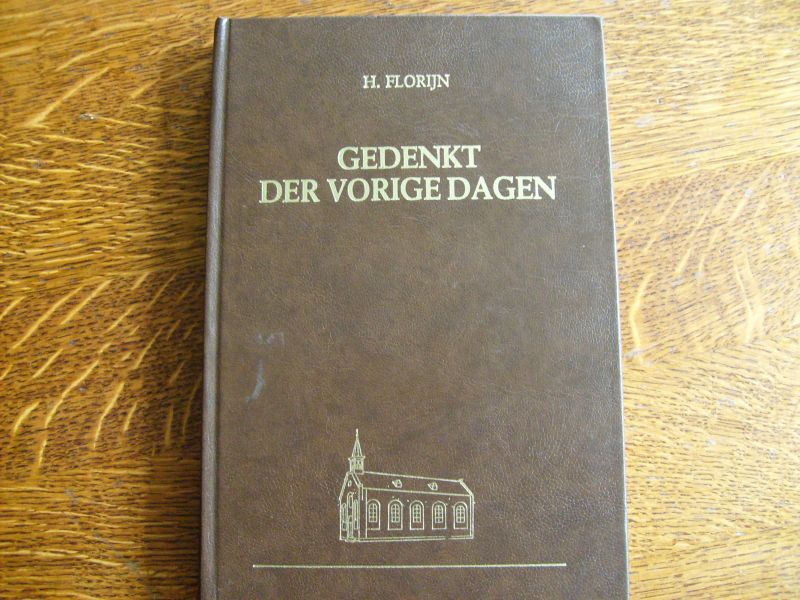 H. FLORIJN
GEDENKT
DER VORIGE DAGEN